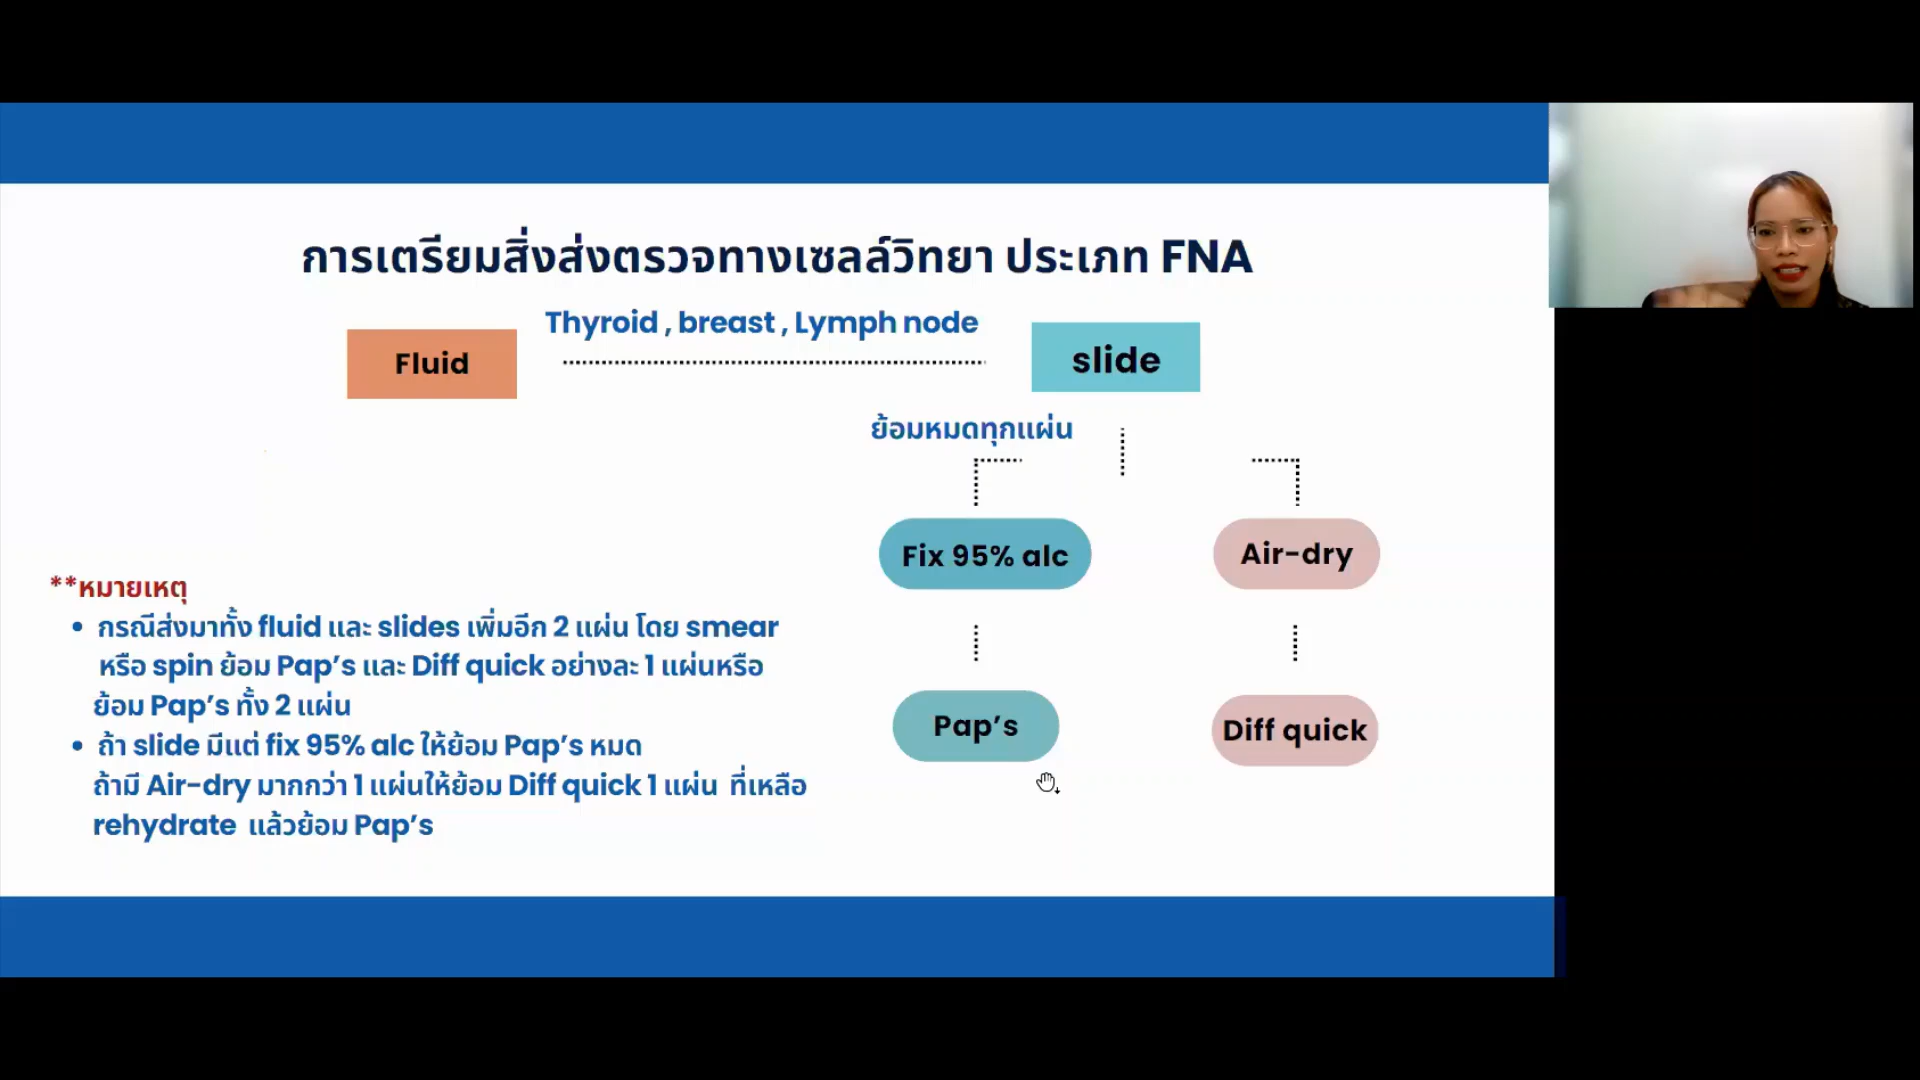 การเตรียมสิ่งส่งตรวจทางเซลล์วิทยา ประเภท FNA
Thyroid , breast , Lymph node
Fluid
slide
ย้อมหมดทุกแผ่น
Fix 95% alc
Air-dry
Pap’s
Diff quick
**หมายเหตุ
• กรณีส่งมาทั้ง fluid และ slides เพิ่มอีก 2 แผ่น โดย smear
หรือ spin ย้อม Pap’s และ Diff quick อย่างละ 1 แผ่นหรือ
ย้อม Pap’s ทั้ง 2 แผ่น
• ถ้า slide มีแต่ fix 95% alc ให้ย้อม Pap’s หมด
ถ้ามี Air-dry มากกว่า 1 แผ่นให้ย้อม Diff quick 1 แผ่น ที่เหลือ
rehydrate แล้วย้อม Pap’s